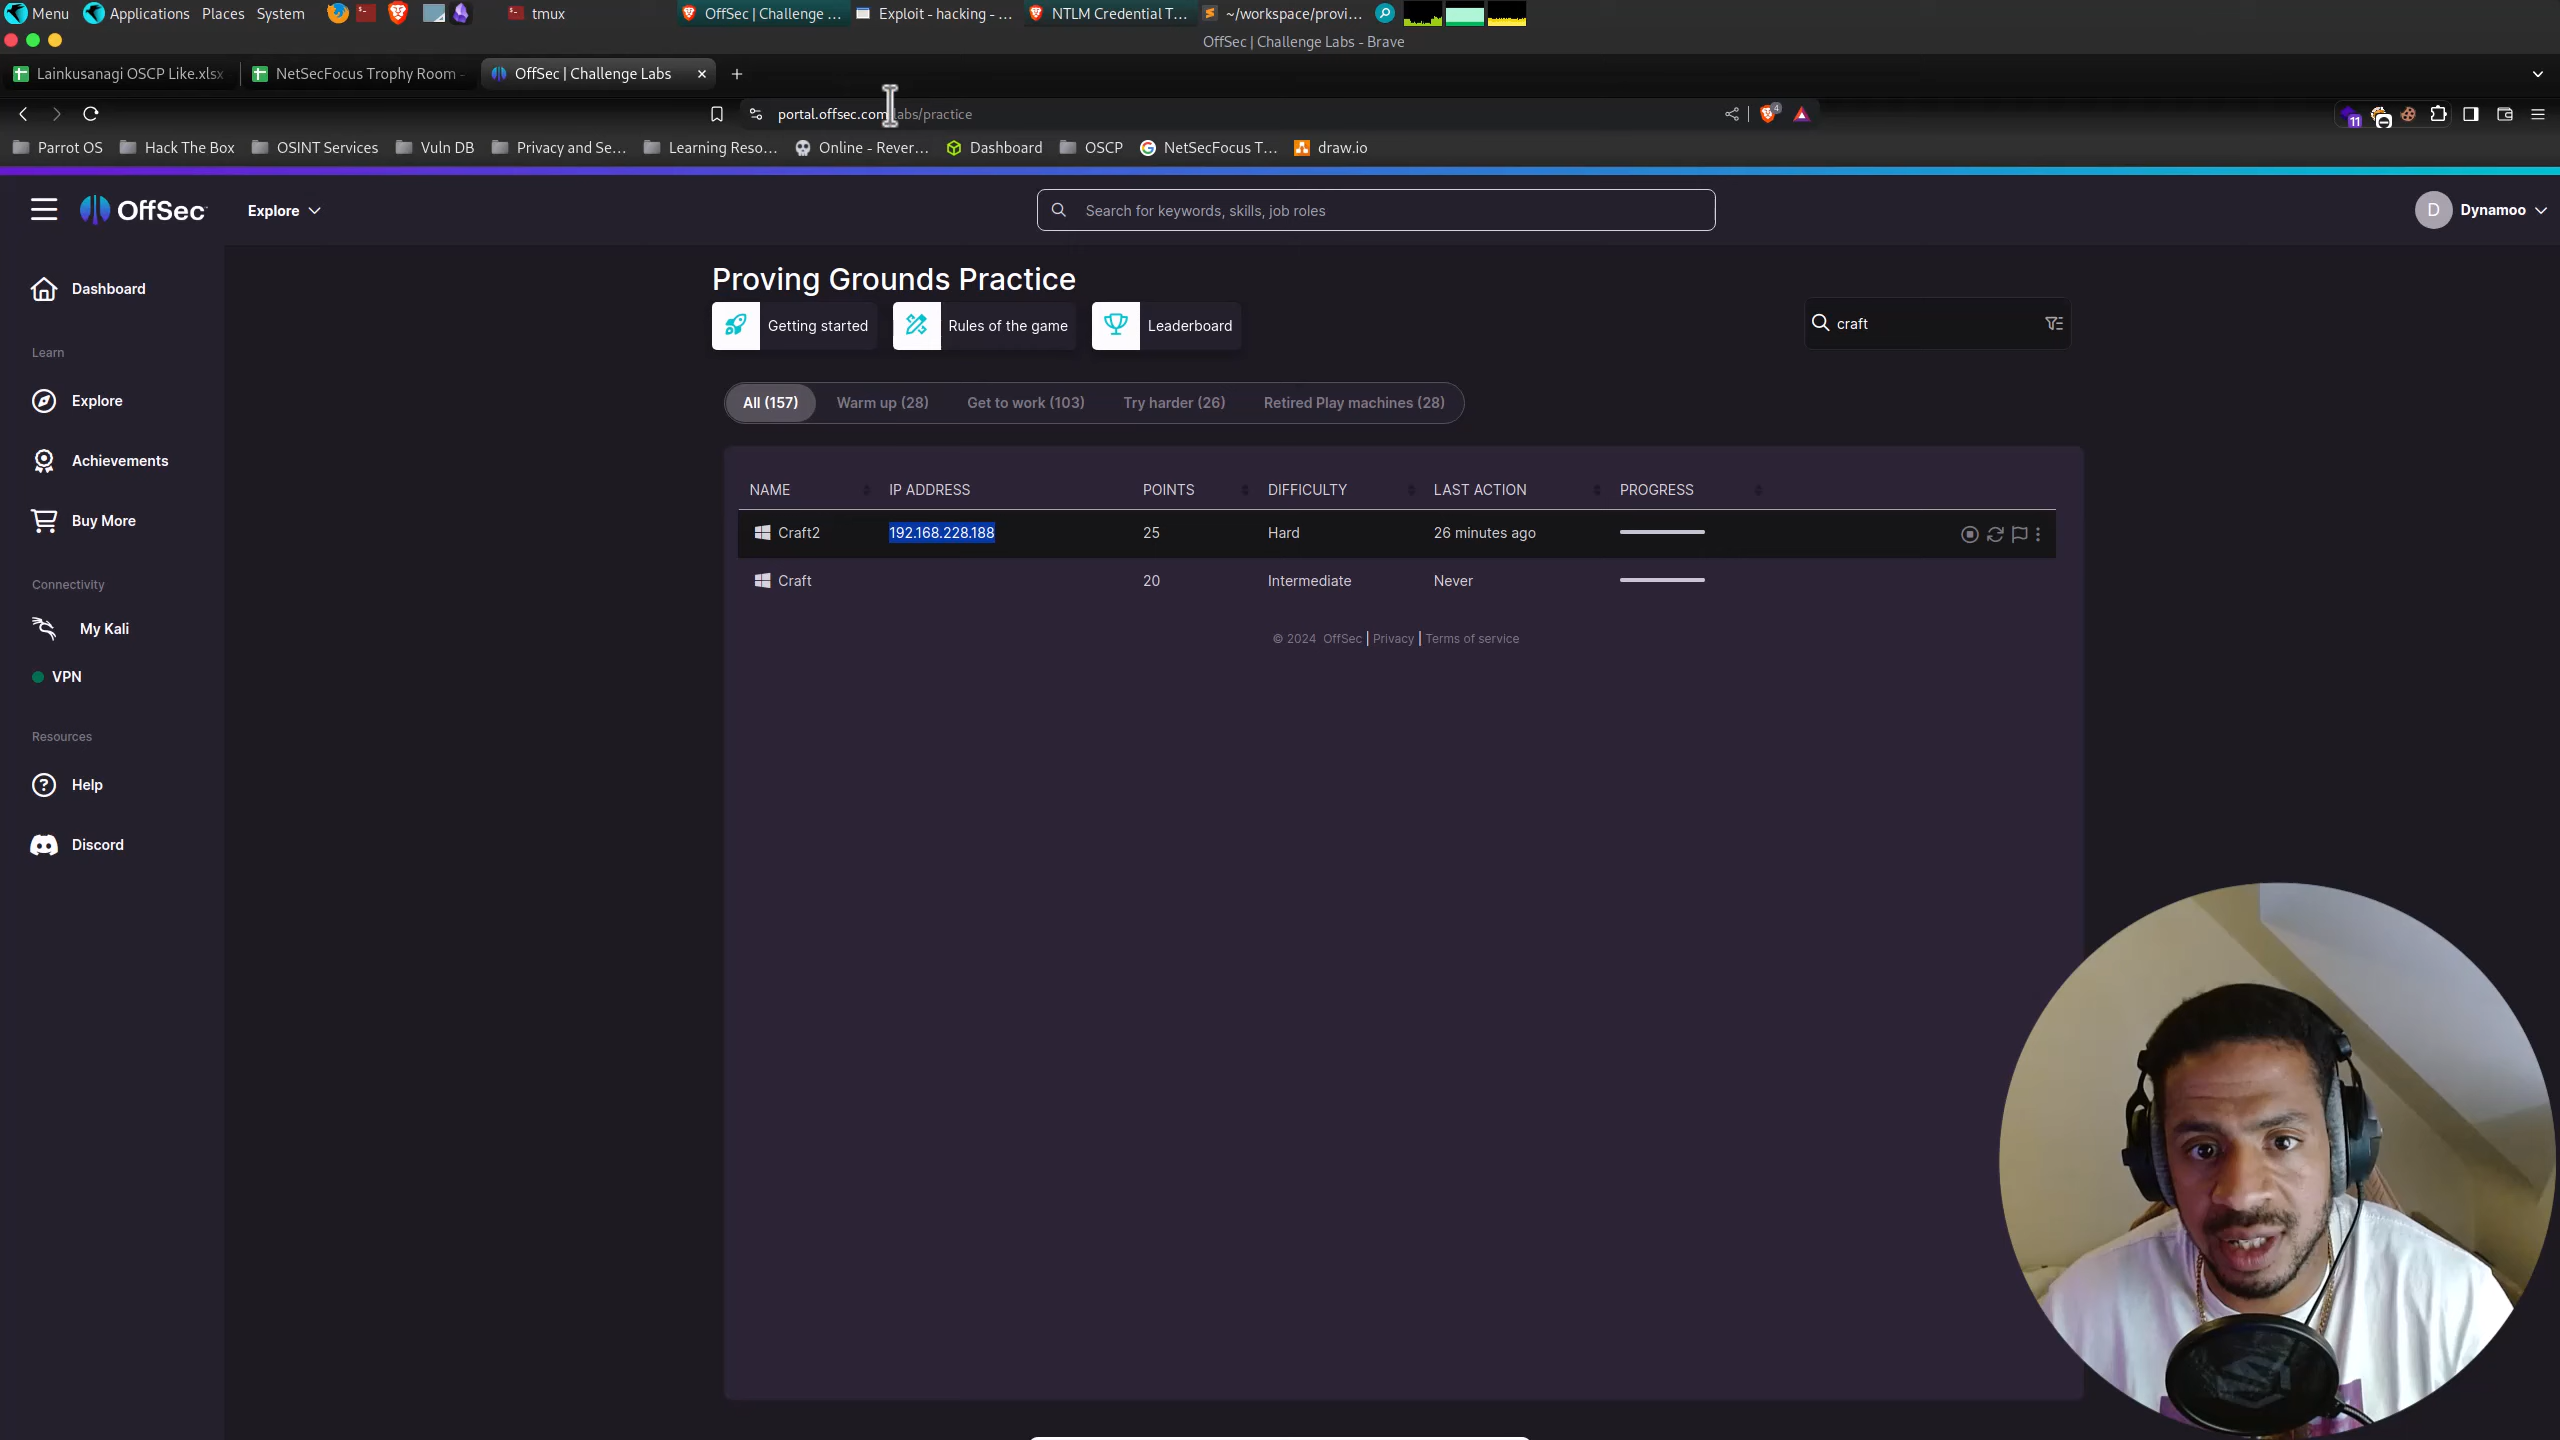 Menu Applications Places System tmux OffSec | Challenge ... Exploit - hacking - ... NTLM Credential T... ~/workspace/provi...
OffSec | Challenge Labs - Brave
Lainkusanagi OSCP Like.xlsx NetSecFocus Trophy Room - OffSec | Challenge Labs
portal.offsec.com/labs/practice 4 11
Parrot OS Hack The Box OSINT Services Vuln DB Privacy and Se... Learning Reso... Online - Rever... Dashboard OSCP NetSecFocus T... draw.io
OffSec Explore Search for keywords, skills, job roles D Dynamoo
Dashboard
Learn
Explore
Achievements
Buy More
Connectivity
My Kali
VPN
Resources
Help
Discord
Proving Grounds Practice
Getting started Rules of the game Leaderboard craft
All (157) Warm up (28) Get to work (103) Try harder (26) Retired Play machines (28)
NAME IP ADDRESS POINTS DIFFICULTY LAST ACTION PROGRESS
Craft2 192.168.228.188 25 Hard 26 minutes ago
Craft 20 Intermediate Never
© 2024 OffSec | Privacy | Terms of service